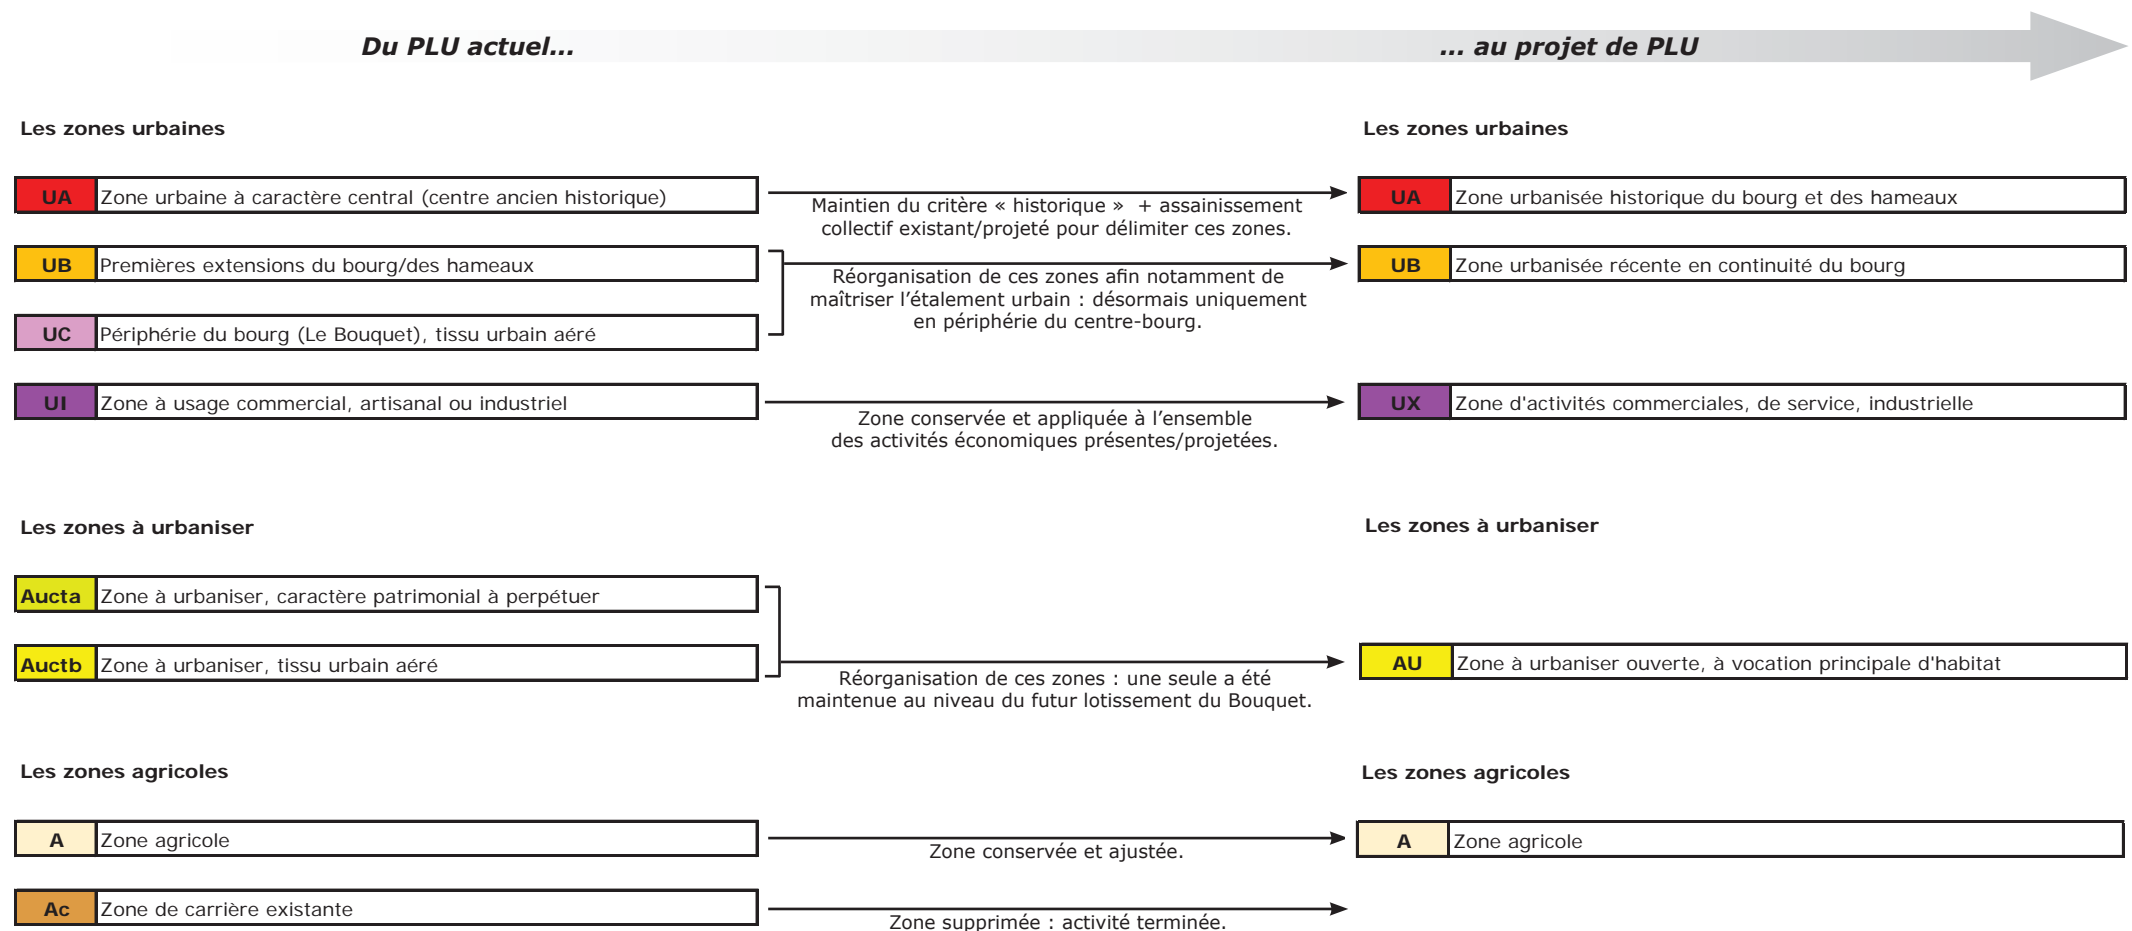 Du PLU actuel...
... au projet de PLU
Les zones urbaines
Les zones urbaines
UA Zone urbaine à caractère central (centre ancien historique)
Maintien du critère « historique » + assainissement
collectif existant/projeté pour délimiter ces zones.
UA Zone urbanisée historique du bourg et des hameaux
UB Premières extensions du bourg/des hameaux
UC Périphérie du bourg (Le Bouquet), tissu urbain aéré
Réorganisation de ces zones afin notamment de
maîtriser l'étalement urbain : désormais uniquement
en périphérie du centre-bourg.
UB Zone urbanisée récente en continuité du bourg
UI Zone à usage commercial, artisanal ou industriel
Zone conservée et appliquée à l'ensemble
des activités économiques présentes/projetées.
UX Zone d'activités commerciales, de service, industrielle
Les zones à urbaniser
Les zones à urbaniser
Aucta Zone à urbaniser, caractère patrimonial à perpétuer
Auctb Zone à urbaniser, tissu urbain aéré
Réorganisation de ces zones : une seule a été
maintenue au niveau du futur lotissement du Bouquet.
AU Zone à urbaniser ouverte, à vocation principale d'habitat
Les zones agricoles
Les zones agricoles
A Zone agricole
Zone conservée et ajustée.
A Zone agricole
Ac Zone de carrière existante
Zone supprimée : activité terminée.